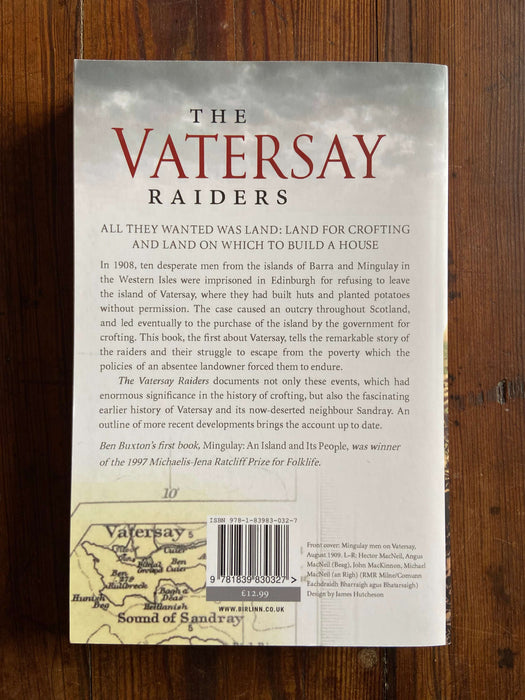 THE
VATERSAY
RAIDERS
ALL THEY WANTED WAS LAND: LAND FOR CROFTING
AND LAND ON WHICH TO BUILD A HOUSE
In 1908, ten desperate men from the islands of Barra and Mingulay in
the Western Isles were imprisoned in Edinburgh for refusing to leave
the island of Vatersay, where they had built huts and planted potatoes
without permission. The case caused an outcry throughout Scotland,
and led eventually to the purchase of the island by the government for
crofting. This book, the first about Vatersay, tells the remarkable story of
the raiders and their struggle to escape from the poverty which the
policies of an absentee landowner forced them to endure.
The Vatersay Raiders documents not only these events, which had
enormous significance in the history of crofting, but also the fascinating
earlier history of Vatersay and its now-deserted neighbour Sandray. An
outline of more recent developments brings the account up to date.
Ben Buxton's first book, Mingulay: An Island and Its People, was winner
of the 1997 Michaelis-Jena Ratcliff Prize for Folklife.
10'
Vatersay 5
Ben Cuier
Ben
Bagh a
Deas
Hunish
Beg
Sound of Sandray
5
ISBN 978-1-83983-032-7
9 781839 830327 >
£12.99
WWW.BIRLINN.CO.UK
Front cover: Mingulay men on Vatersay,
August 1909. L–R: Hector MacNeil, Angus
MacNeil (Beag), John MacKinnon, Michael
MacNeil (an Righ) (RMR Milne/Comann
Eachdraidh Bharraigh agus Bhatarsaigh)
Design by James Hutcheson